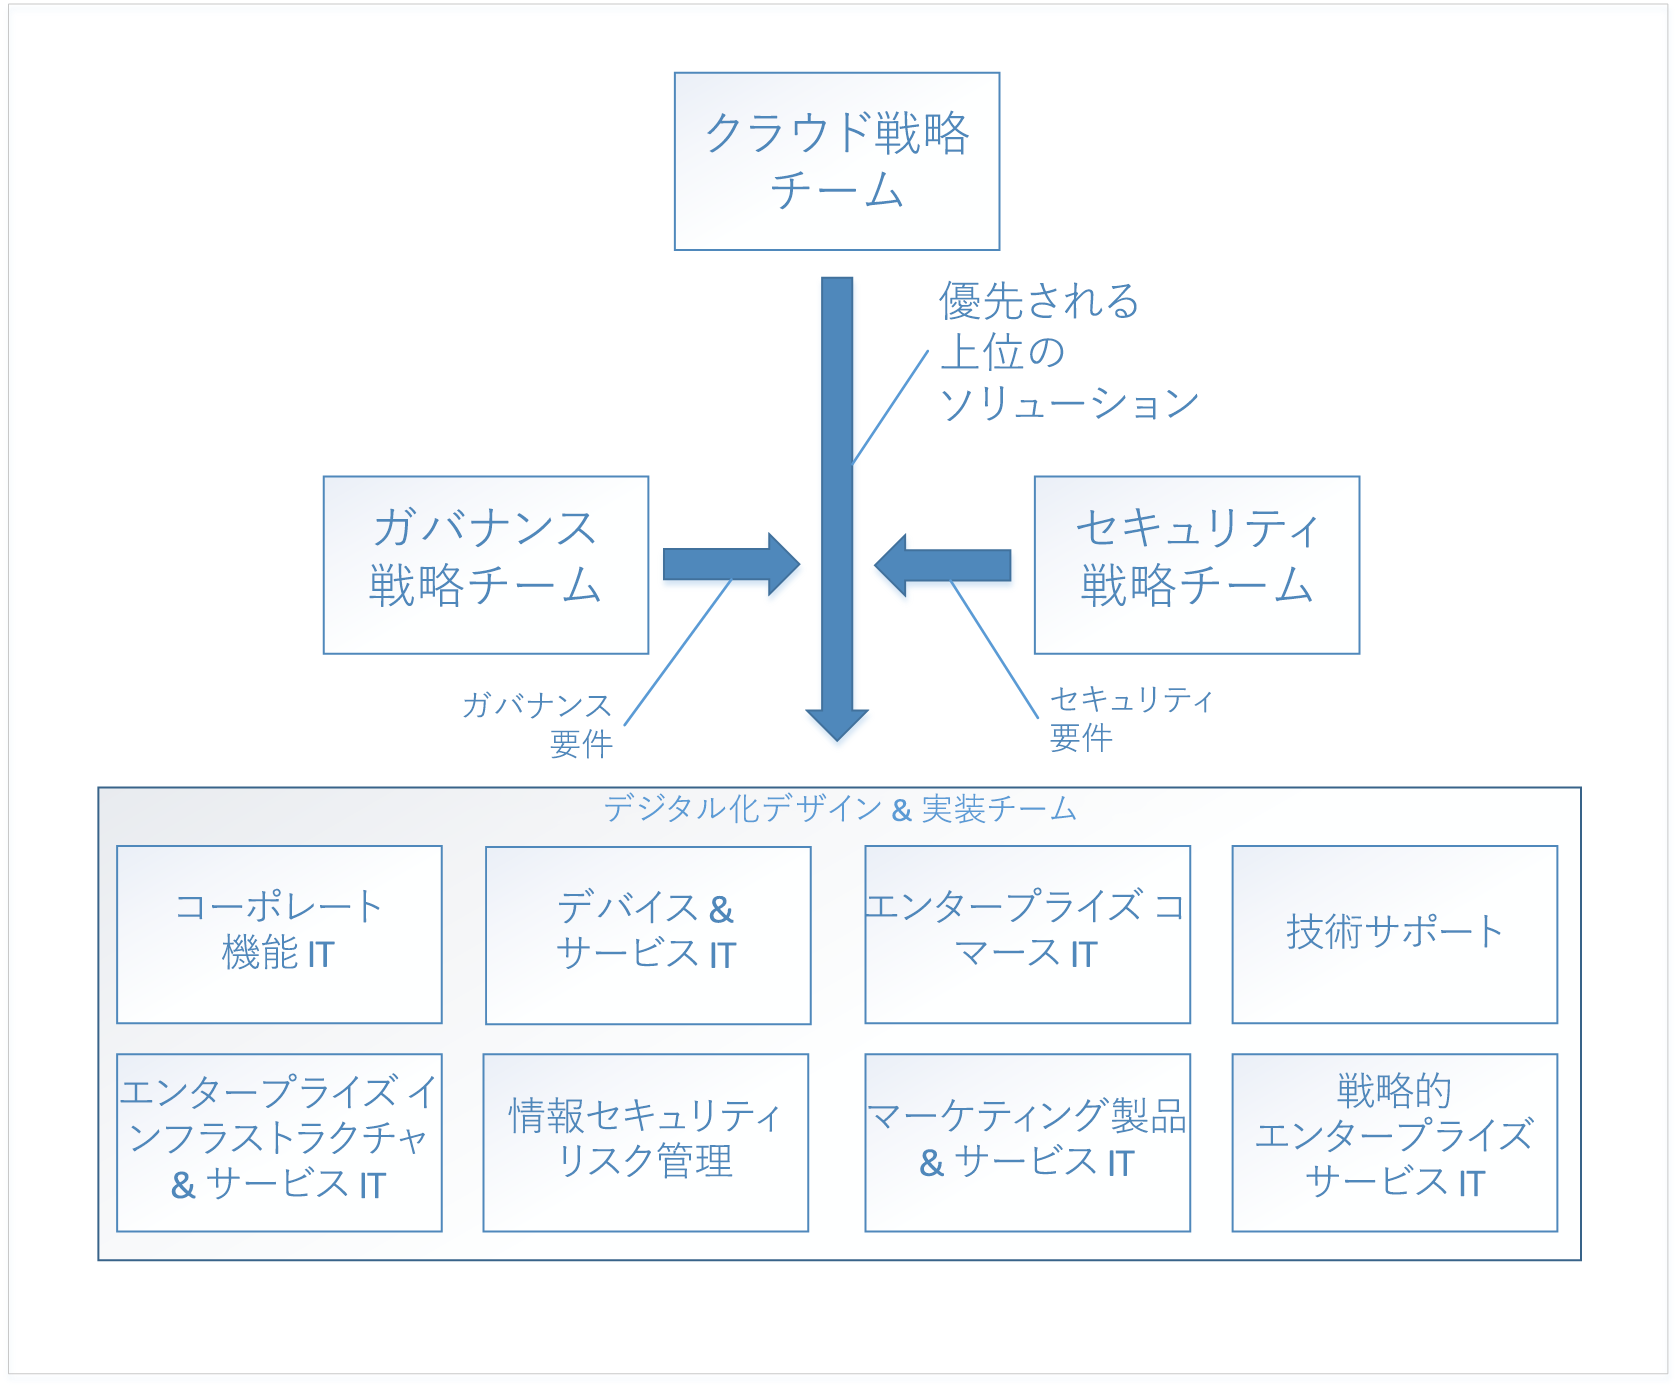 クラウド戦略
チーム
優先される
上位の
ソリューション
ガバナンス
戦略チーム
セキュリティ
戦略チーム
ガバナンス
要件
セキュリティ
要件
デジタル化デザイン & 実装チーム
コーポレート
機能 IT
デバイス &
サービス IT
エンタープライズ コ
マース IT
技術サポート
エンタープライズ イ
ンフラストラクチャ
& サービス IT
情報セキュリティ
リスク管理
マーケティング製品
& サービス IT
戦略的
エンタープライズ
サービス IT